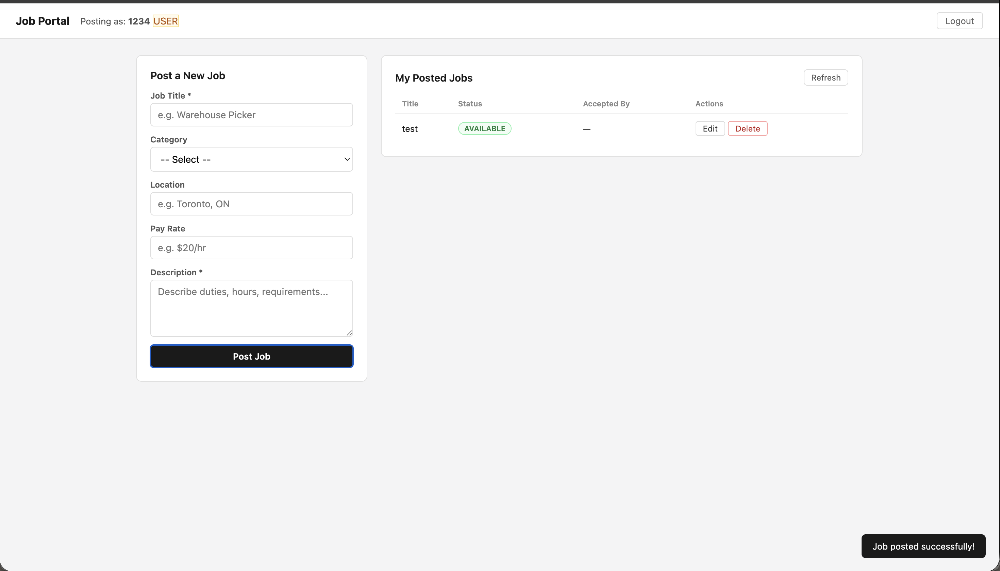 Job Portal Posting as: 1234 USER
Logout
Post a New Job
Job Title *
e.g. Warehouse Picker
Category
-- Select --
Location
e.g. Toronto, ON
Pay Rate
e.g. $20/hr
Description *
Describe duties, hours, requirements...
Post Job
My Posted Jobs
Refresh
Title Status Accepted By Actions
test AVAILABLE — Edit Delete
Job posted successfully!